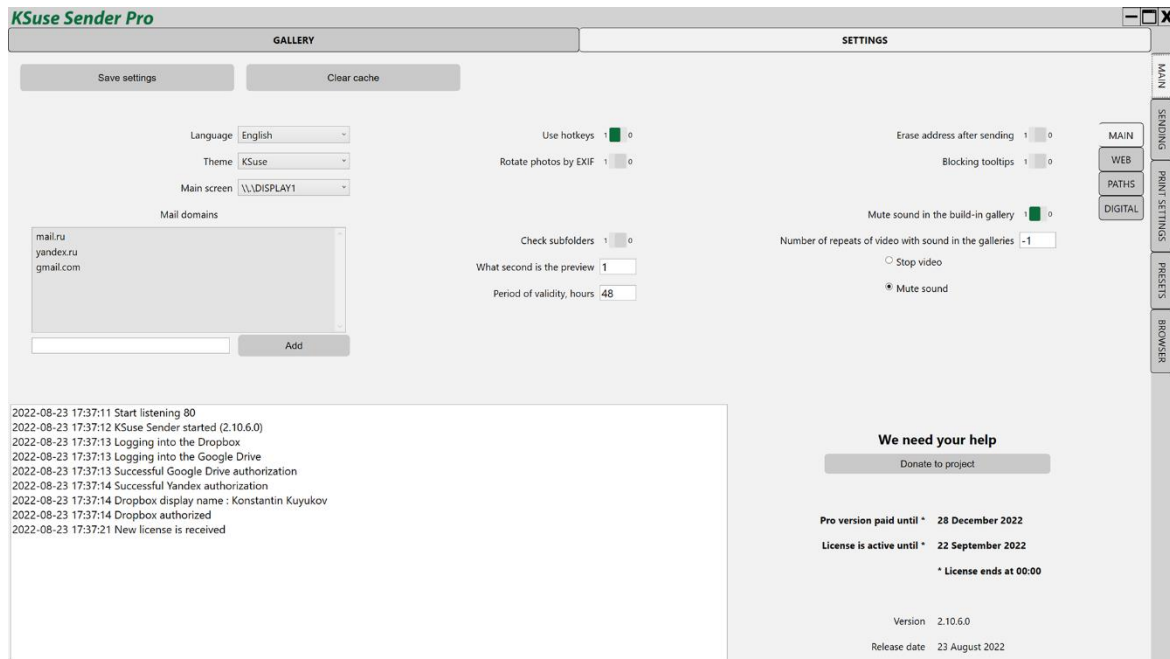 KSuse Sender Pro
GALLERY
SETTINGS
Save settings
Clear cache
Language English
Theme KSuse
Main screen \\.\DISPLAY1
Mail domains
mail.ru
yandex.ru
gmail.com
Add
Use hotkeys 1 0
Rotate photos by EXIF 1 0
Check subfolders 1 0
What second is the preview 1
Period of validity, hours 48
Erase address after sending 1 0
Blocking tooltips 1 0
Mute sound in the build-in gallery 1 0
Number of repeats of video with sound in the galleries -1
Stop video
Mute sound
MAIN
WEB
PATHS
DIGITAL
MAIN
SENDING
PRINT SETTINGS
PRESETS
BROWSER
2022-08-23 17:37:11 Start listening 80
2022-08-23 17:37:12 KSuse Sender started (2.10.6.0)
2022-08-23 17:37:13 Logging into the Dropbox
2022-08-23 17:37:13 Logging into the Google Drive
2022-08-23 17:37:13 Successful Google Drive authorization
2022-08-23 17:37:14 Successful Yandex authorization
2022-08-23 17:37:14 Dropbox display name : Konstantin Kuyukov
2022-08-23 17:37:14 Dropbox authorized
2022-08-23 17:37:21 New license is received
We need your help
Donate to project
Pro version paid until * 28 December 2022
License is active until * 22 September 2022
* License ends at 00:00
Version 2.10.6.0
Release date 23 August 2022